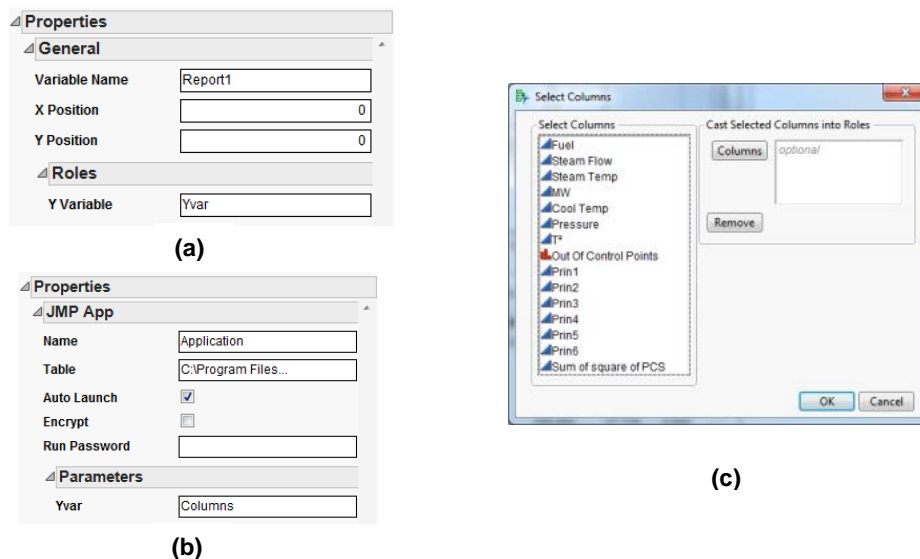 Properties
General
Variable Name Report1
X Position 0
Y Position 0
Roles
Y Variable Yvar
(a)
Properties
JMP App
Name Application
Table C:\Program Files...
Auto Launch
Encrypt
Run Password
Parameters
Yvar Columns
(b)
Select Columns
Select Columns
Fuel
Steam Flow
Steam Temp
MW
Cool Temp
Pressure
T²
Out Of Control Points
Prin1
Prin2
Prin3
Prin4
Prin5
Prin6
Sum of square of PCS
Cast Selected Columns into Roles
Columns optional
Remove
OK Cancel
(c)